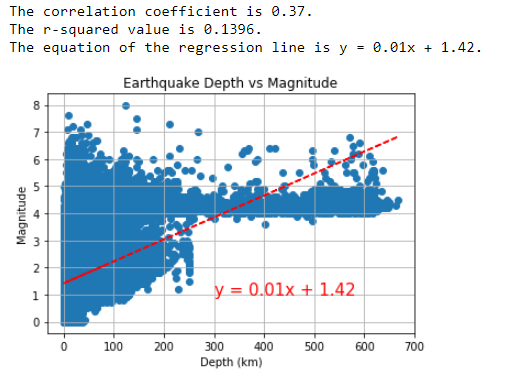 The correlation coefficient is 0.37.
The r-squared value is 0.1396.
The equation of the regression line is y = 0.01x + 1.42.
Earthquake Depth vs Magnitude
8
7
6
5
4
3
2
1
0
Magnitude
y = 0.01x + 1.42
0 100 200 300 400 500 600 700
Depth (km)